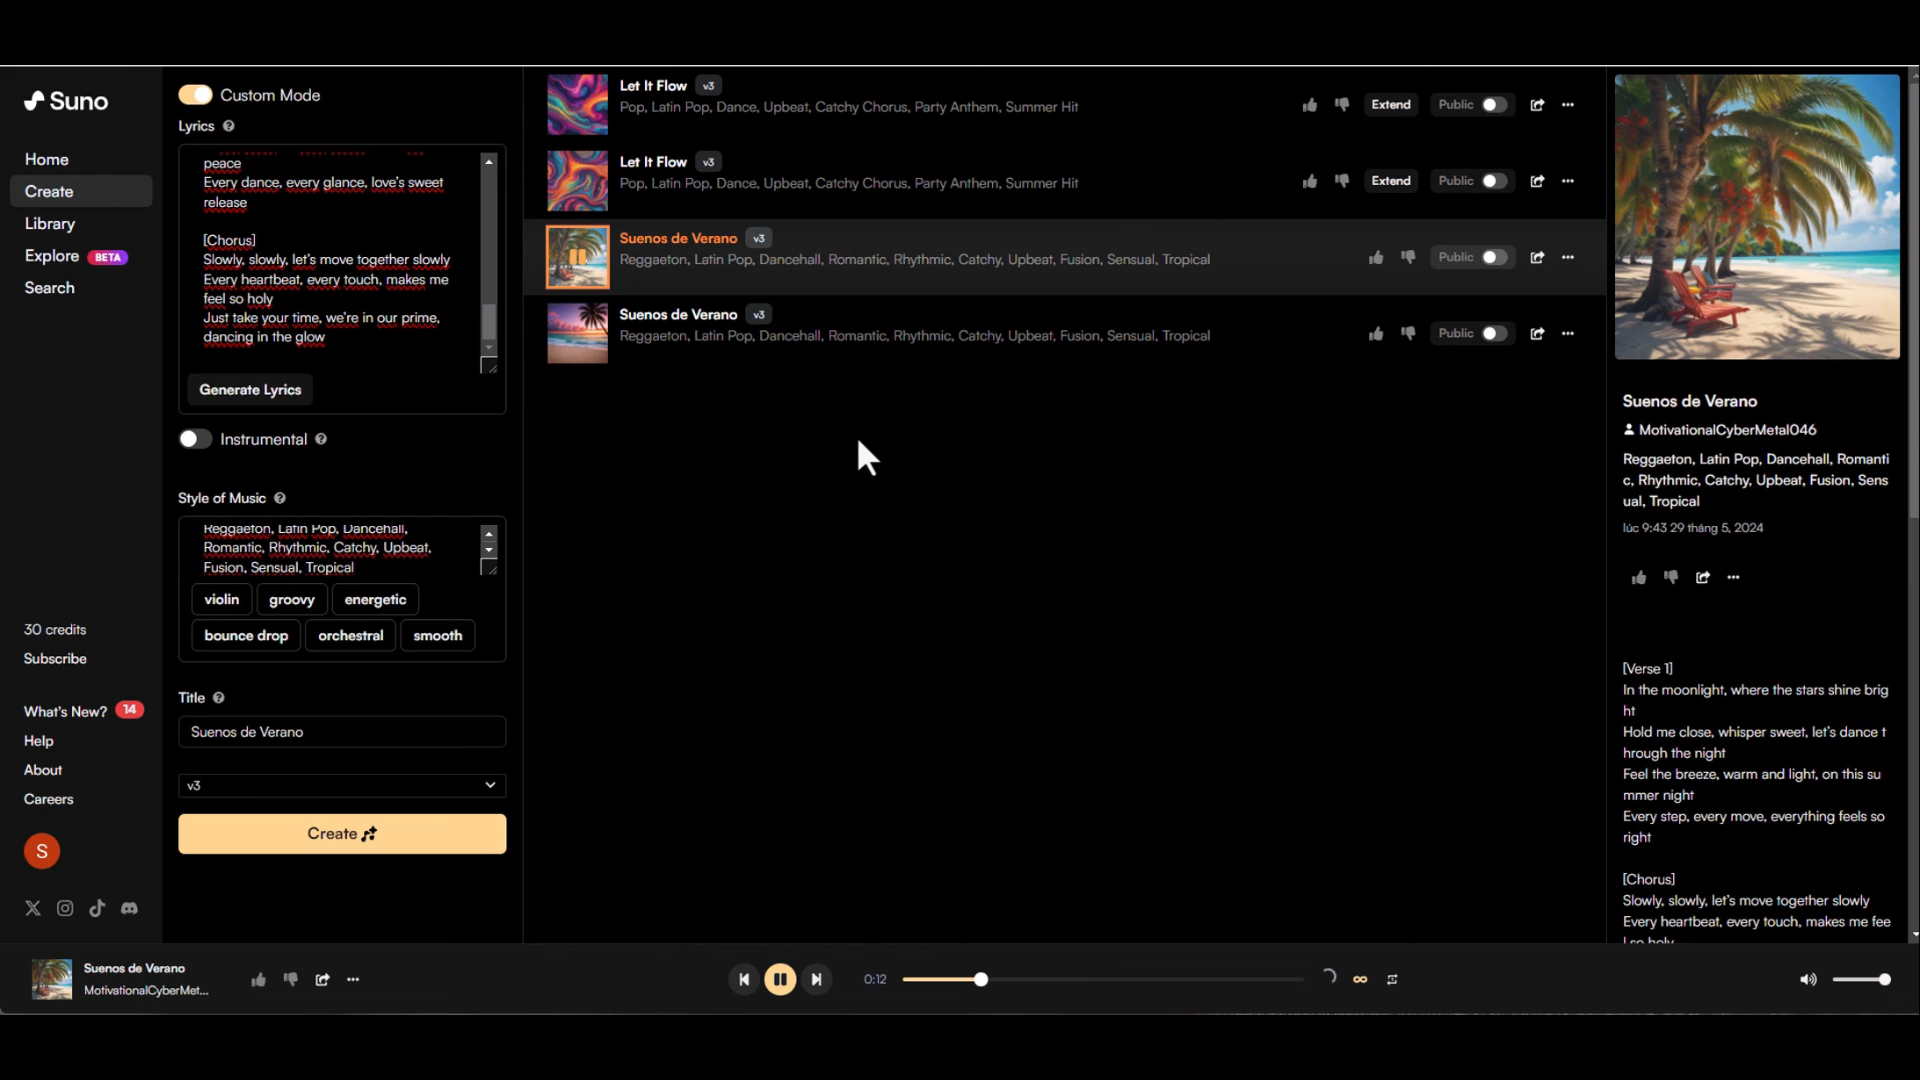 Suno
Home
Create
Library
Explore BETA
Search
30 credits
Subscribe
What's New? 14
Help
About
Careers
S
Custom Mode
Lyrics
peace
Every dance, every glance, love's sweet
release
[Chorus]
Slowly, slowly, let's move together slowly
Every heartbeat, every touch, makes me
feel so holy
Just take your time, we're in our prime,
dancing in the glow
Generate Lyrics
Instrumental
Style of Music
Reggaeton, Latin Pop, Dancehall,
Romantic, Rhythmic, Catchy, Upbeat,
Fusion, Sensual, Tropical
violin groovy energetic
bounce drop orchestral smooth
Title
Suenos de Verano
v3
Create
Let It Flow v3
Pop, Latin Pop, Dance, Upbeat, Catchy Chorus, Party Anthem, Summer Hit
Extend Public
Let It Flow v3
Pop, Latin Pop, Dance, Upbeat, Catchy Chorus, Party Anthem, Summer Hit
Extend Public
Suenos de Verano v3
Reggaeton, Latin Pop, Dancehall, Romantic, Rhythmic, Catchy, Upbeat, Fusion, Sensual, Tropical
Public
Suenos de Verano v3
Reggaeton, Latin Pop, Dancehall, Romantic, Rhythmic, Catchy, Upbeat, Fusion, Sensual, Tropical
Public
Suenos de Verano
MotivationalCyberMetal046
Reggaeton, Latin Pop, Dancehall, Romanti
c, Rhythmic, Catchy, Upbeat, Fusion, Sens
ual, Tropical
lúc 9:43 29 tháng 5, 2024
[Verse 1]
In the moonlight, where the stars shine brig
ht
Hold me close, whisper sweet, let's dance t
hrough the night
Feel the breeze, warm and light, on this su
mmer night
Every step, every move, everything feels so
right
[Chorus]
Slowly, slowly, let's move together slowly
Every heartbeat, every touch, makes me fee
l so holy
Suenos de Verano
MotivationalCyberMet...
0:12